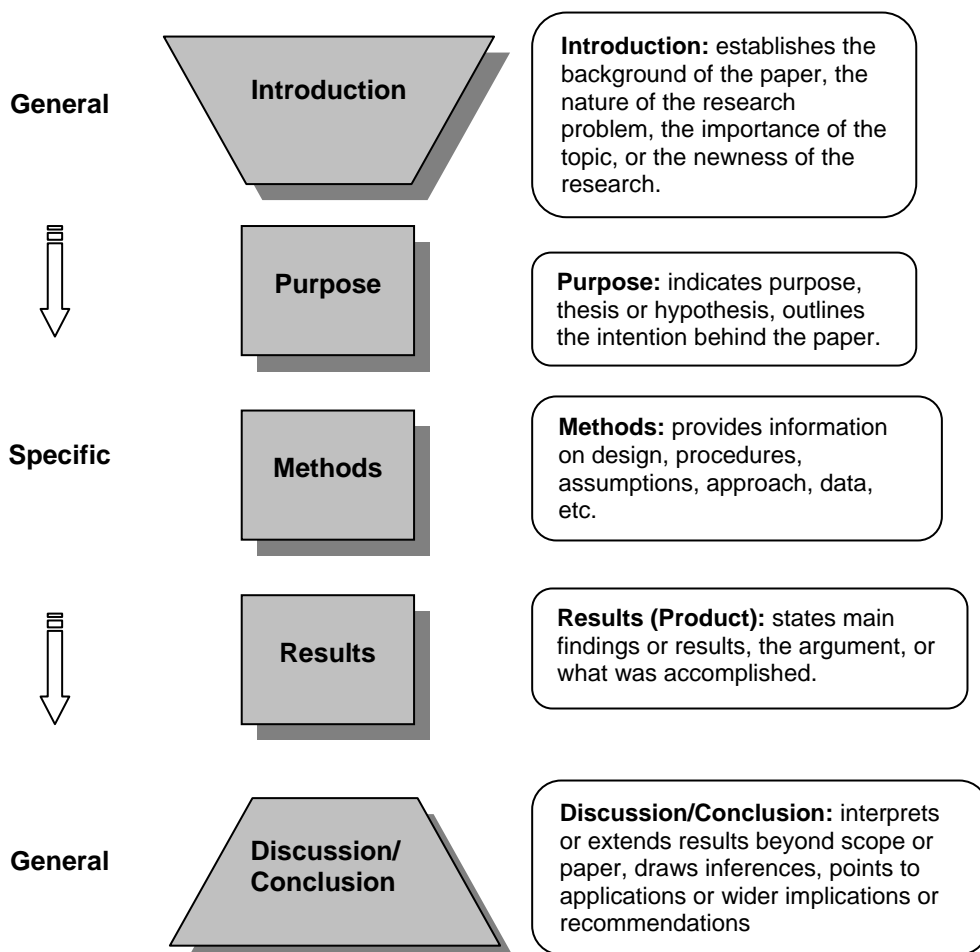 General
Introduction
Introduction: establishes the
background of the paper, the
nature of the research
problem, the importance of the
topic, or the newness of the
research.
Purpose
Purpose: indicates purpose,
thesis or hypothesis, outlines
the intention behind the paper.
Specific
Methods
Methods: provides information
on design, procedures,
assumptions, approach, data,
etc.
Results
Results (Product): states main
findings or results, the argument, or
what was accomplished.
General
Discussion/
Conclusion
Discussion/Conclusion: interprets
or extends results beyond scope or
paper, draws inferences, points to
applications or wider implications or
recommendations